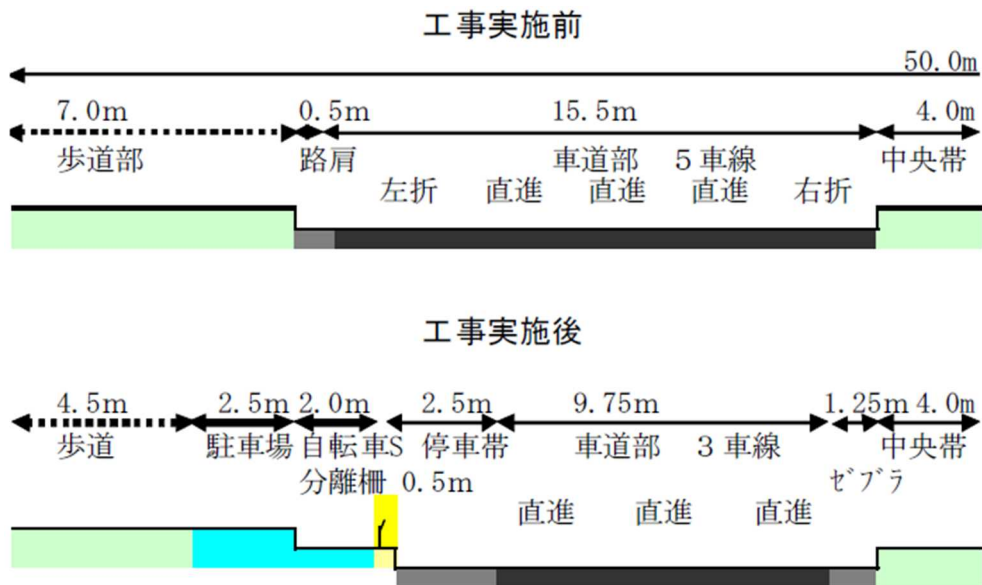 工事実施前
50.0m
7.0m 0.5m 15.5m 4.0m
歩道部 路肩 車道部 5車線 中央帯
左折 直進 直進 直進 右折
工事実施後
4.5m 2.5m 2.0m 2.5m 9.75m 1.25m 4.0m
歩道 駐車場 自転車S 停車帯 車道部 3車線 中央帯
分離柵 0.5m ｾﾞﾌﾞﾗ
直進 直進 直進